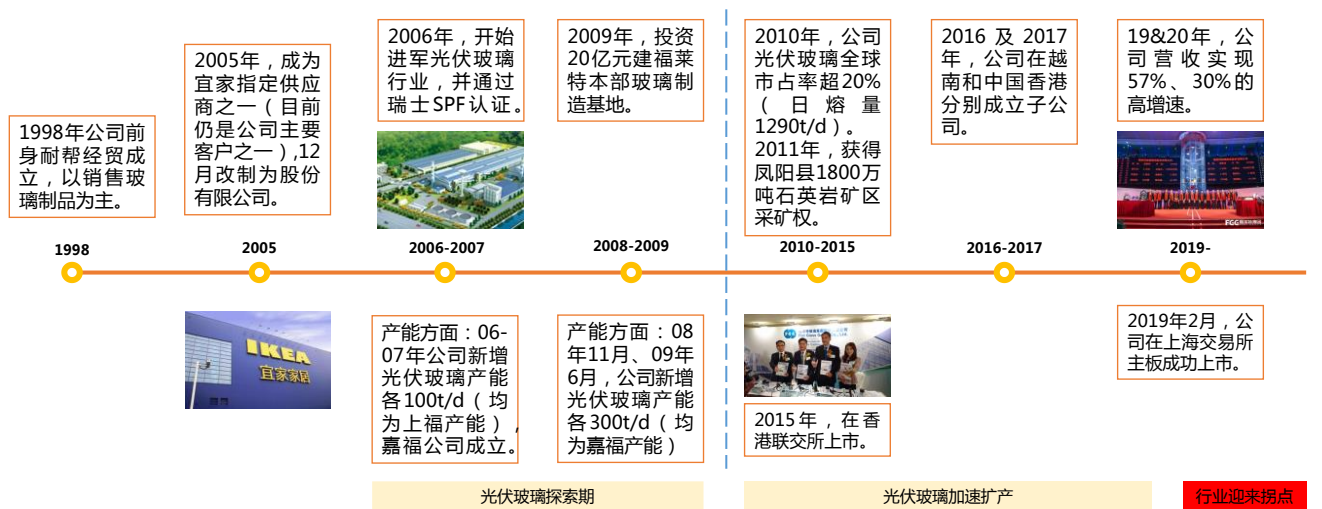 1998年公司前
身耐帮经贸成
立，以销售玻
璃制品为主。
2005年，成为
宜家指定供应
商之一（目前
仍是公司主要
客户之一）,12
月改制为股份
有限公司。
2006年，开始
进军光伏玻璃
行业，并通过
瑞士SPF认证。
2009年，投资
20亿元建福莱
特本部玻璃制
造基地。
2010年，公司
光伏玻璃全球
市占率超20%
（日熔量
1290t/d）。
2011年，获得
凤阳县1800万
吨石英岩矿区
采矿权。
2016及2017
年，公司在越
南和中国香港
分别成立子公
司。
19&20年，公
司营收实现
57%、30%的
高增速。
FGG
1998
2005
2006-2007
2008-2009
2010-2015
2016-2017
2019-
IKEA
宜家家居
产能方面：06-
07年公司新增
光伏玻璃产能
各100t/d（均
为上福产能），
嘉福公司成立。
产能方面：08
年11月、09年
6月，公司新增
光伏玻璃产能
各300t/d（均
为嘉福产能）
2015年，在香
港联交所上市。
2019年2月，公
司在上海交易所
主板成功上市。
光伏玻璃探索期
光伏玻璃加速扩产
行业迎来拐点